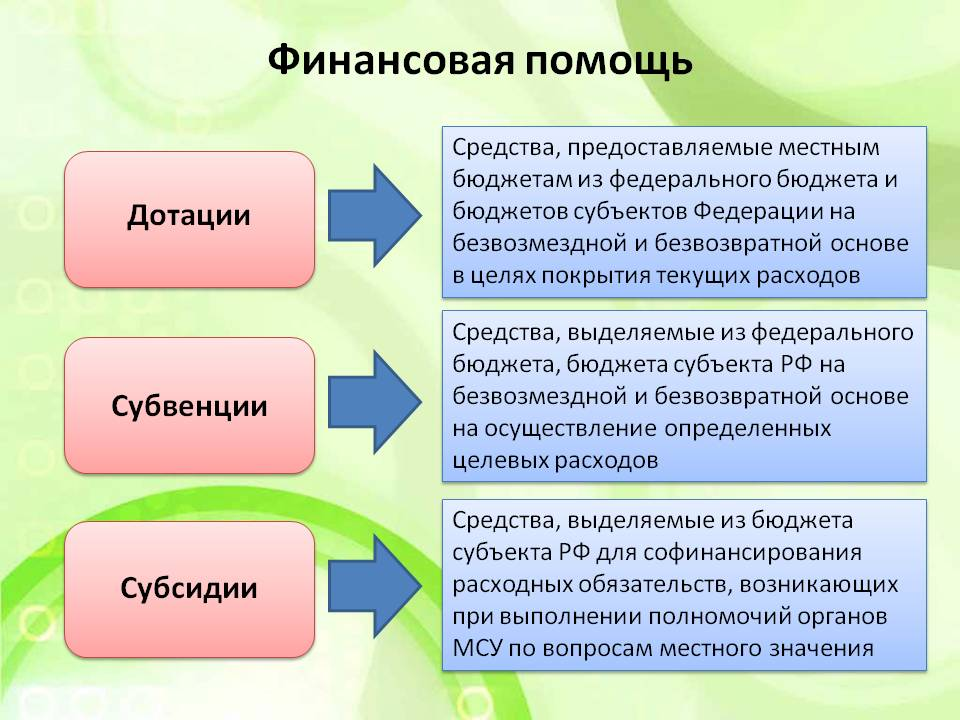 Финансовая помощь
Дотации
Средства, предоставляемые местным
бюджетам из федерального бюджета и
бюджетов субъектов Федерации на
безвозмездной и безвозвратной основе
в целях покрытия текущих расходов
Субвенции
Средства, выделяемые из федерального
бюджета, бюджета субъекта РФ на
безвозмездной и безвозвратной основе
на осуществление определенных
целевых расходов
Субсидии
Средства, выделяемые из бюджета
субъекта РФ для софинансирования
расходных обязательств, возникающих
при выполнении полномочий органов
МСУ по вопросам местного значения